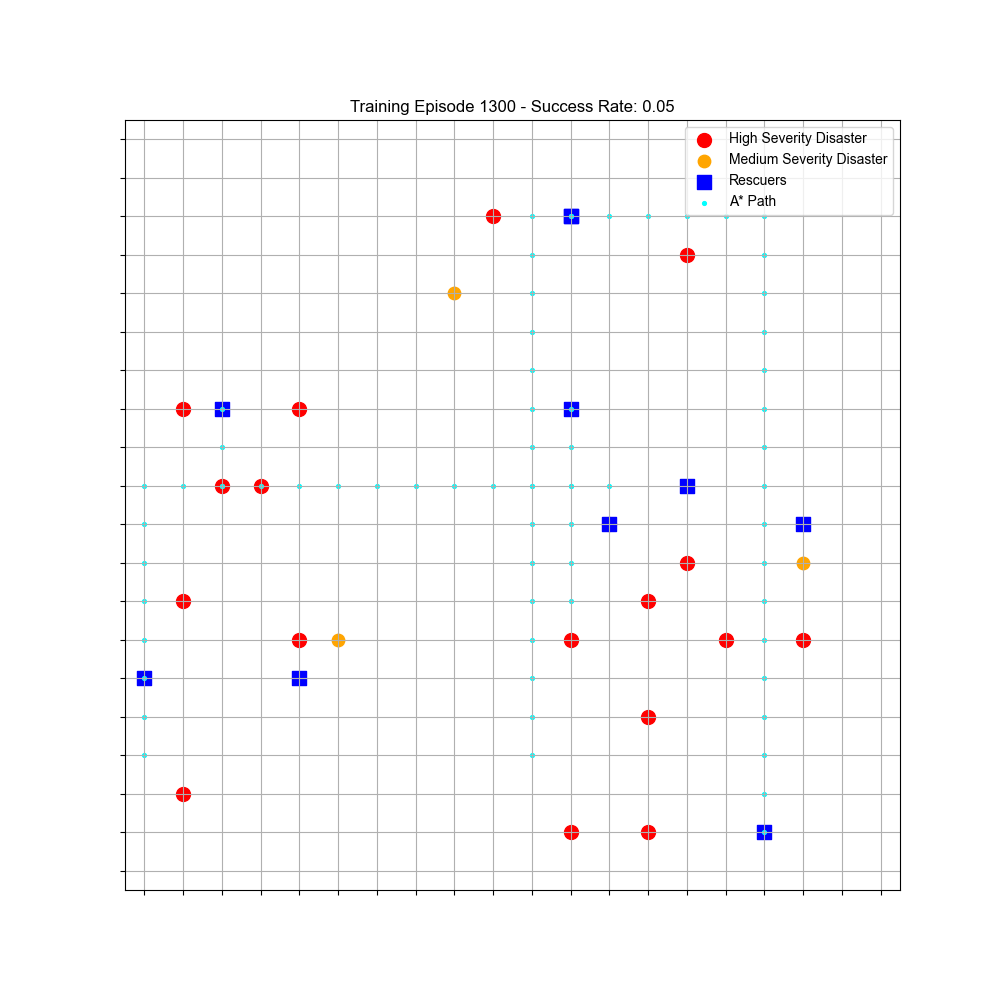 Training Episode 1300 - Success Rate: 0.05
High Severity Disaster
Medium Severity Disaster
Rescuers
A* Path